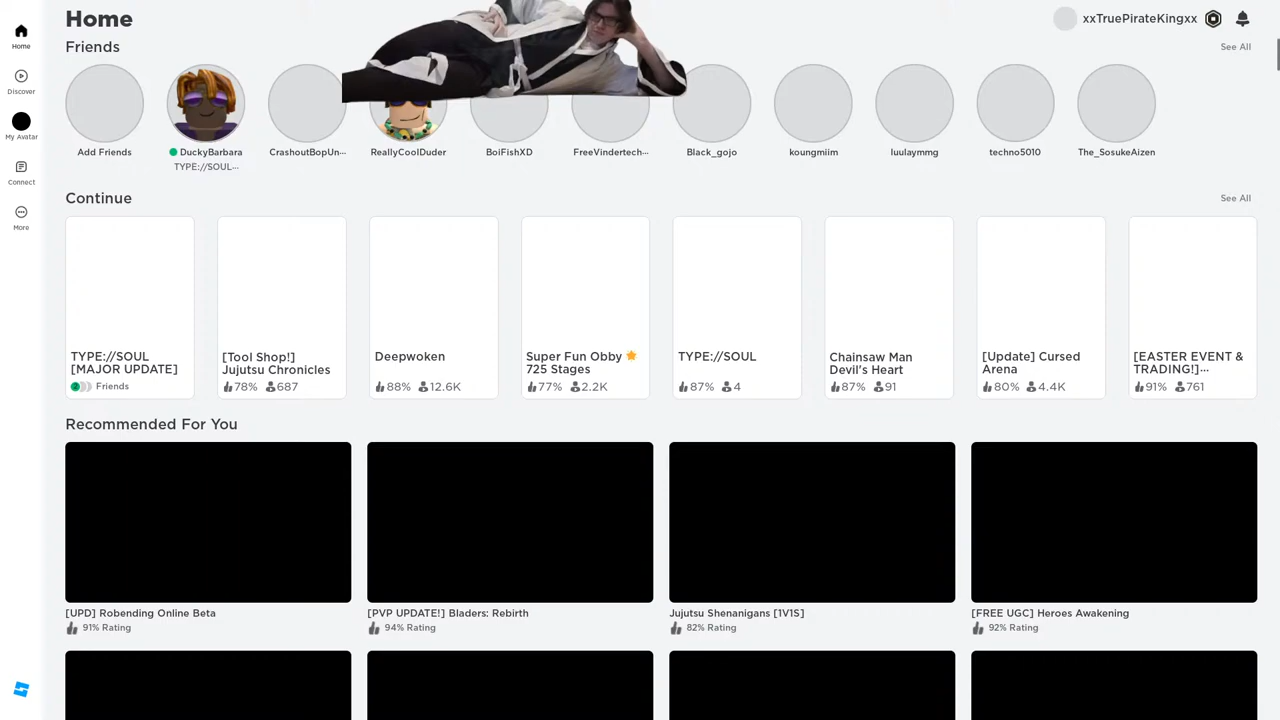 Home
xxTruePirateKingxx
Friends
See All
Add Friends
DuckyBarbara
TYPE://SOUL...
CrashoutBopUn...
ReallyCoolDuder
BoiFishXD
FreeVindertech...
Black_gojo
koungmiim
luulaymmg
techno5010
The_SosukeAizen
Home
Discover
My Avatar
Connect
More
Continue
See All
TYPE://SOUL
[MAJOR UPDATE]
2
Friends
[Tool Shop!]
Jujutsu Chronicles
78% 687
Deepwoken
88% 12.6K
Super Fun Obby ⭐
725 Stages
77% 2.2K
TYPE://SOUL
87% 4
Chainsaw Man
Devil's Heart
87% 91
[Update] Cursed
Arena
80% 4.4K
[EASTER EVENT &
TRADING!]...
91% 761
Recommended For You
[UPD] Robending Online Beta
91% Rating
[PVP UPDATE!] Bladers: Rebirth
94% Rating
Jujutsu Shenanigans [1V1S]
82% Rating
[FREE UGC] Heroes Awakening
92% Rating